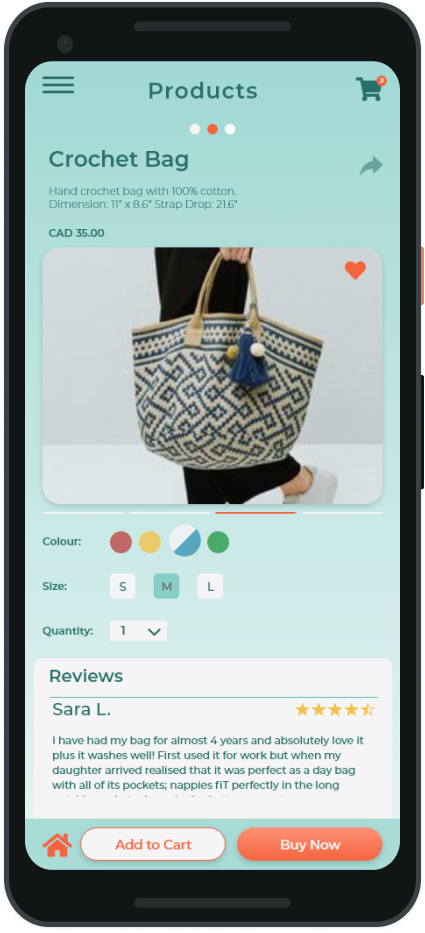 Products
2
Crochet Bag
Hand crochet bag with 100% cotton.
Dimension: 11" x 8.6" Strap Drop: 21.6"
CAD 35.00
Colour:
Size: S M L
Quantity: 1
Reviews
Sara L.
I have had my bag for almost 4 years and absolutely love it
plus it washes well! First used it for work but when my
daughter arrived realised that it was perfect as a day bag
with all of its pockets; nappies fiT perfectly in the long
Add to Cart
Buy Now